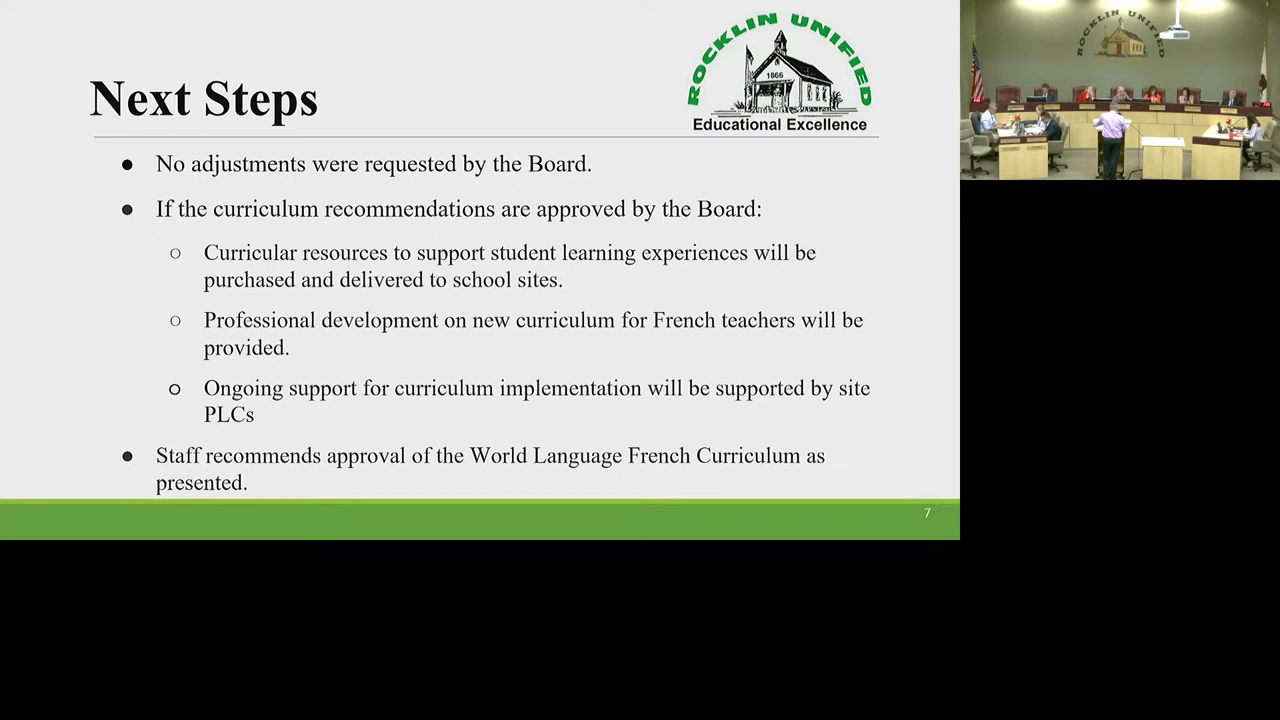 ROCKLIN UNIFIED
1866
Educational Excellence
Next Steps
● No adjustments were requested by the Board.
● If the curriculum recommendations are approved by the Board:
○ Curricular resources to support student learning experiences will be
purchased and delivered to school sites.
○ Professional development on new curriculum for French teachers will be
provided.
○ Ongoing support for curriculum implementation will be supported by site
PLCs
● Staff recommends approval of the World Language French Curriculum as
presented.
7
ROCKLIN UNIFIED